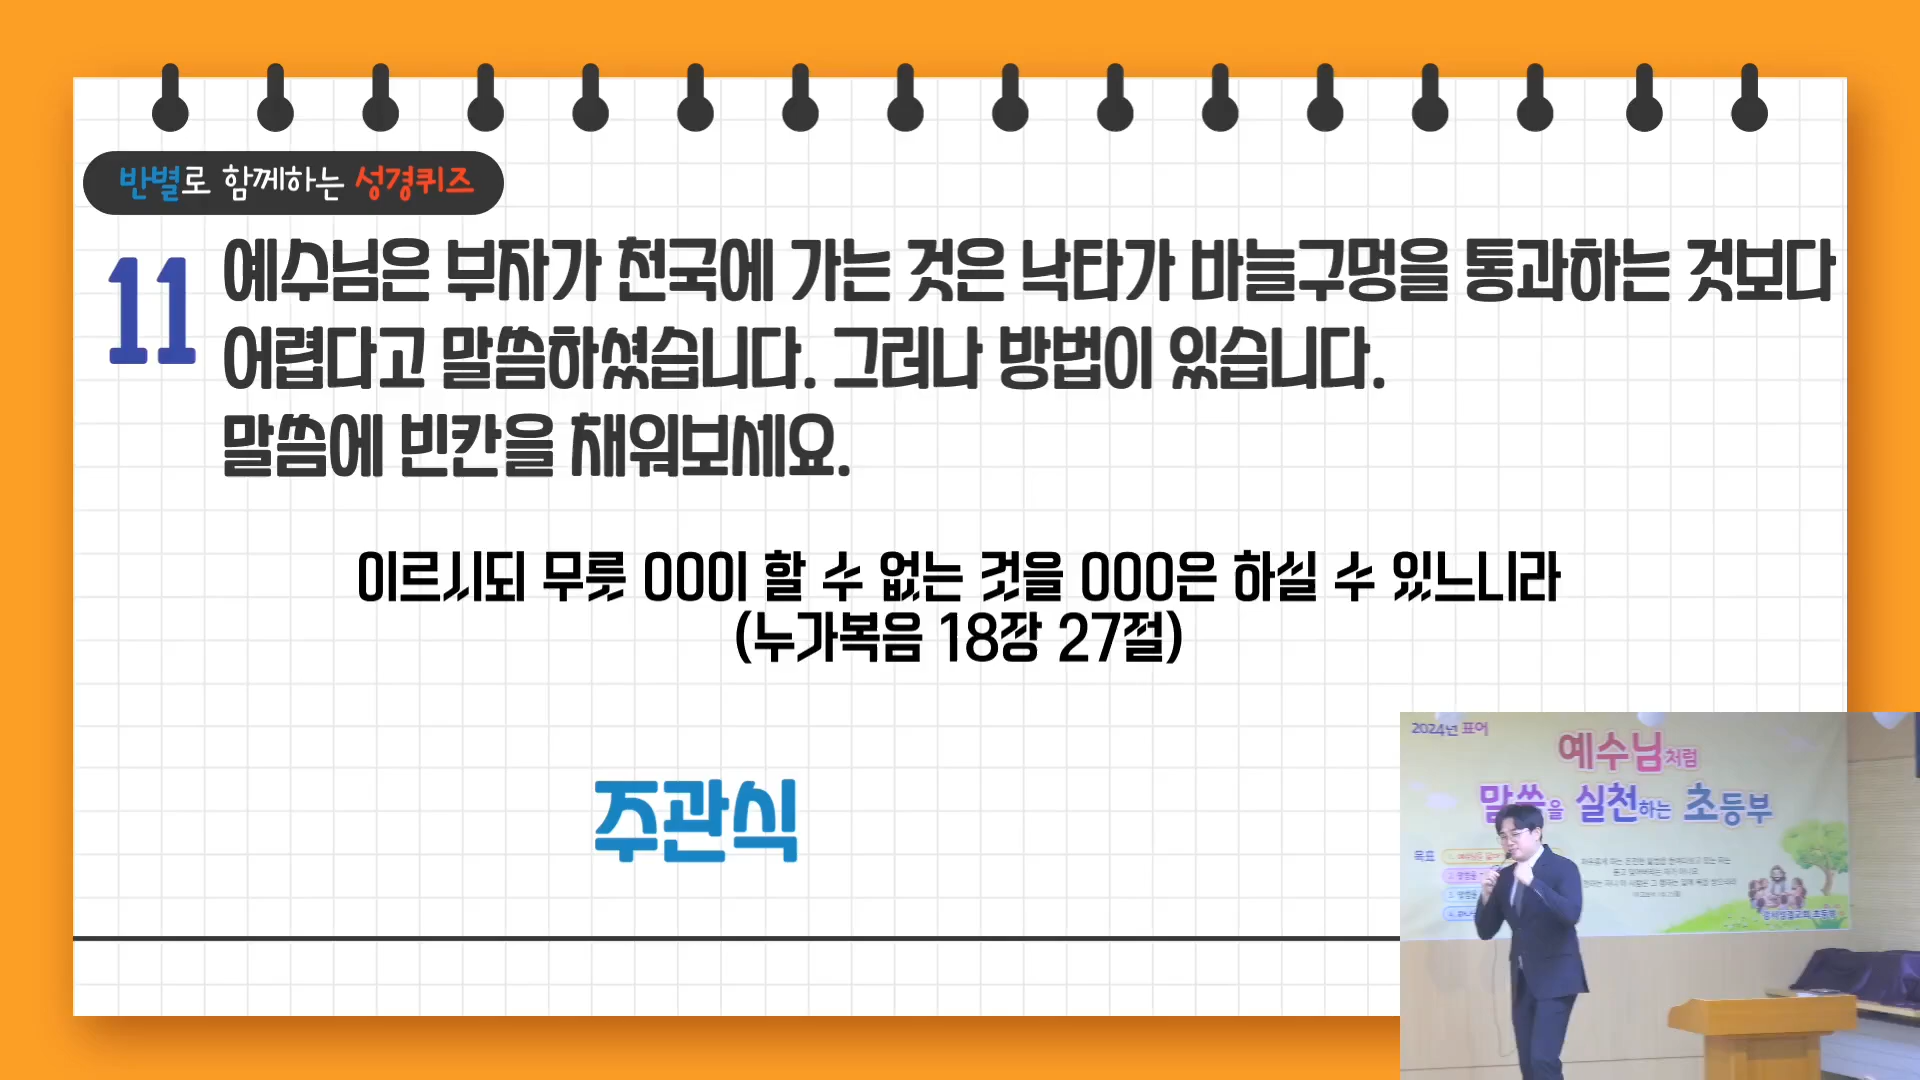 반별로 함께하는 성경퀴즈
11
예수님은 부자가 천국에 가는 것은 낙타가 바늘구멍을 통과하는 것보다
어렵다고 말씀하셨습니다. 그러나 방법이 있습니다.
말씀에 빈칸을 채워보세요.
이르시되 무릇 OOO이 할 수 없는 것을 OOO은 하실 수 있느니라
(누가복음 18장 27절)
주관식
2024년 표어
예수님처럼
말씀을 실천하는 초등부
목표